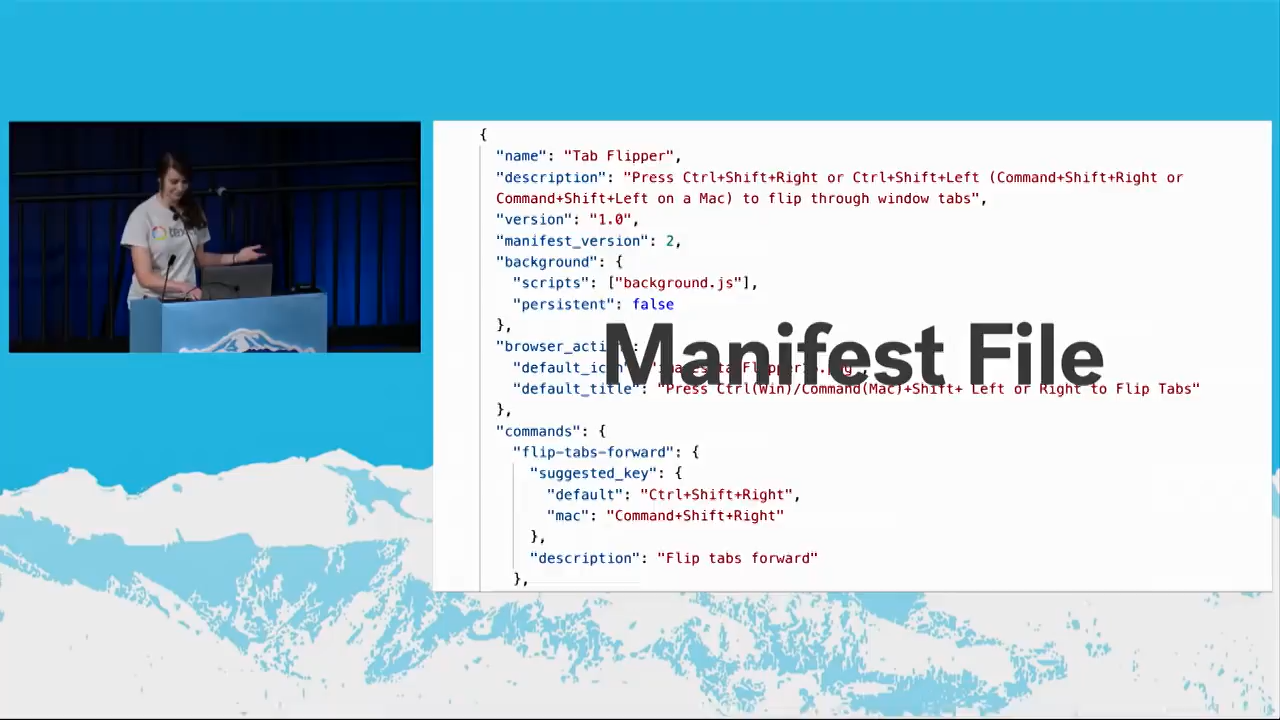 {
"name": "Tab Flipper",
"description": "Press Ctrl+Shift+Right or Ctrl+Shift+Left (Command+Shift+Right or
Command+Shift+Left on a Mac) to flip through window tabs",
"version": "1.0",
"manifest_version": 2,
"background": {
"scripts": ["background.js"],
"persistent": false
},
"browser_acti
Manifest File
"default_ic
"default_title": "Press Ctrl(Win)/Command(Mac)+Shift+ Left or Right to Flip Tabs"
},
"commands": {
"flip-tabs-forward": {
"suggested_key": {
"default": "Ctrl+Shift+Right",
"mac": "Command+Shift+Right"
},
"description": "Flip tabs forward"
},